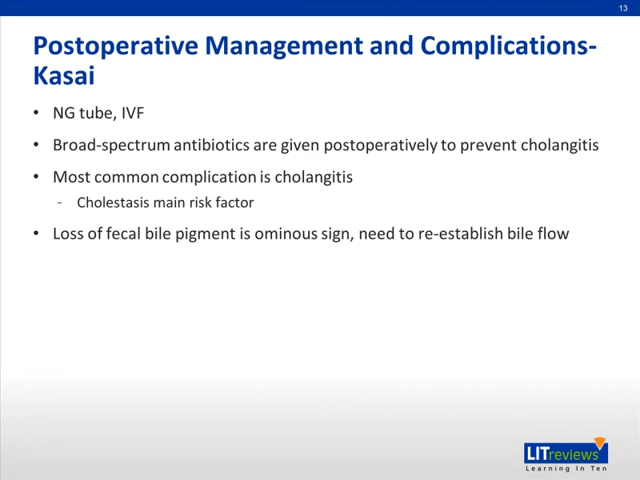 13
Postoperative Management and Complications-
Kasai
• NG tube, IVF
• Broad-spectrum antibiotics are given postoperatively to prevent cholangitis
• Most common complication is cholangitis
- Cholestasis main risk factor
• Loss of fecal bile pigment is ominous sign, need to re-establish bile flow
LITreviews
Learning In Ten